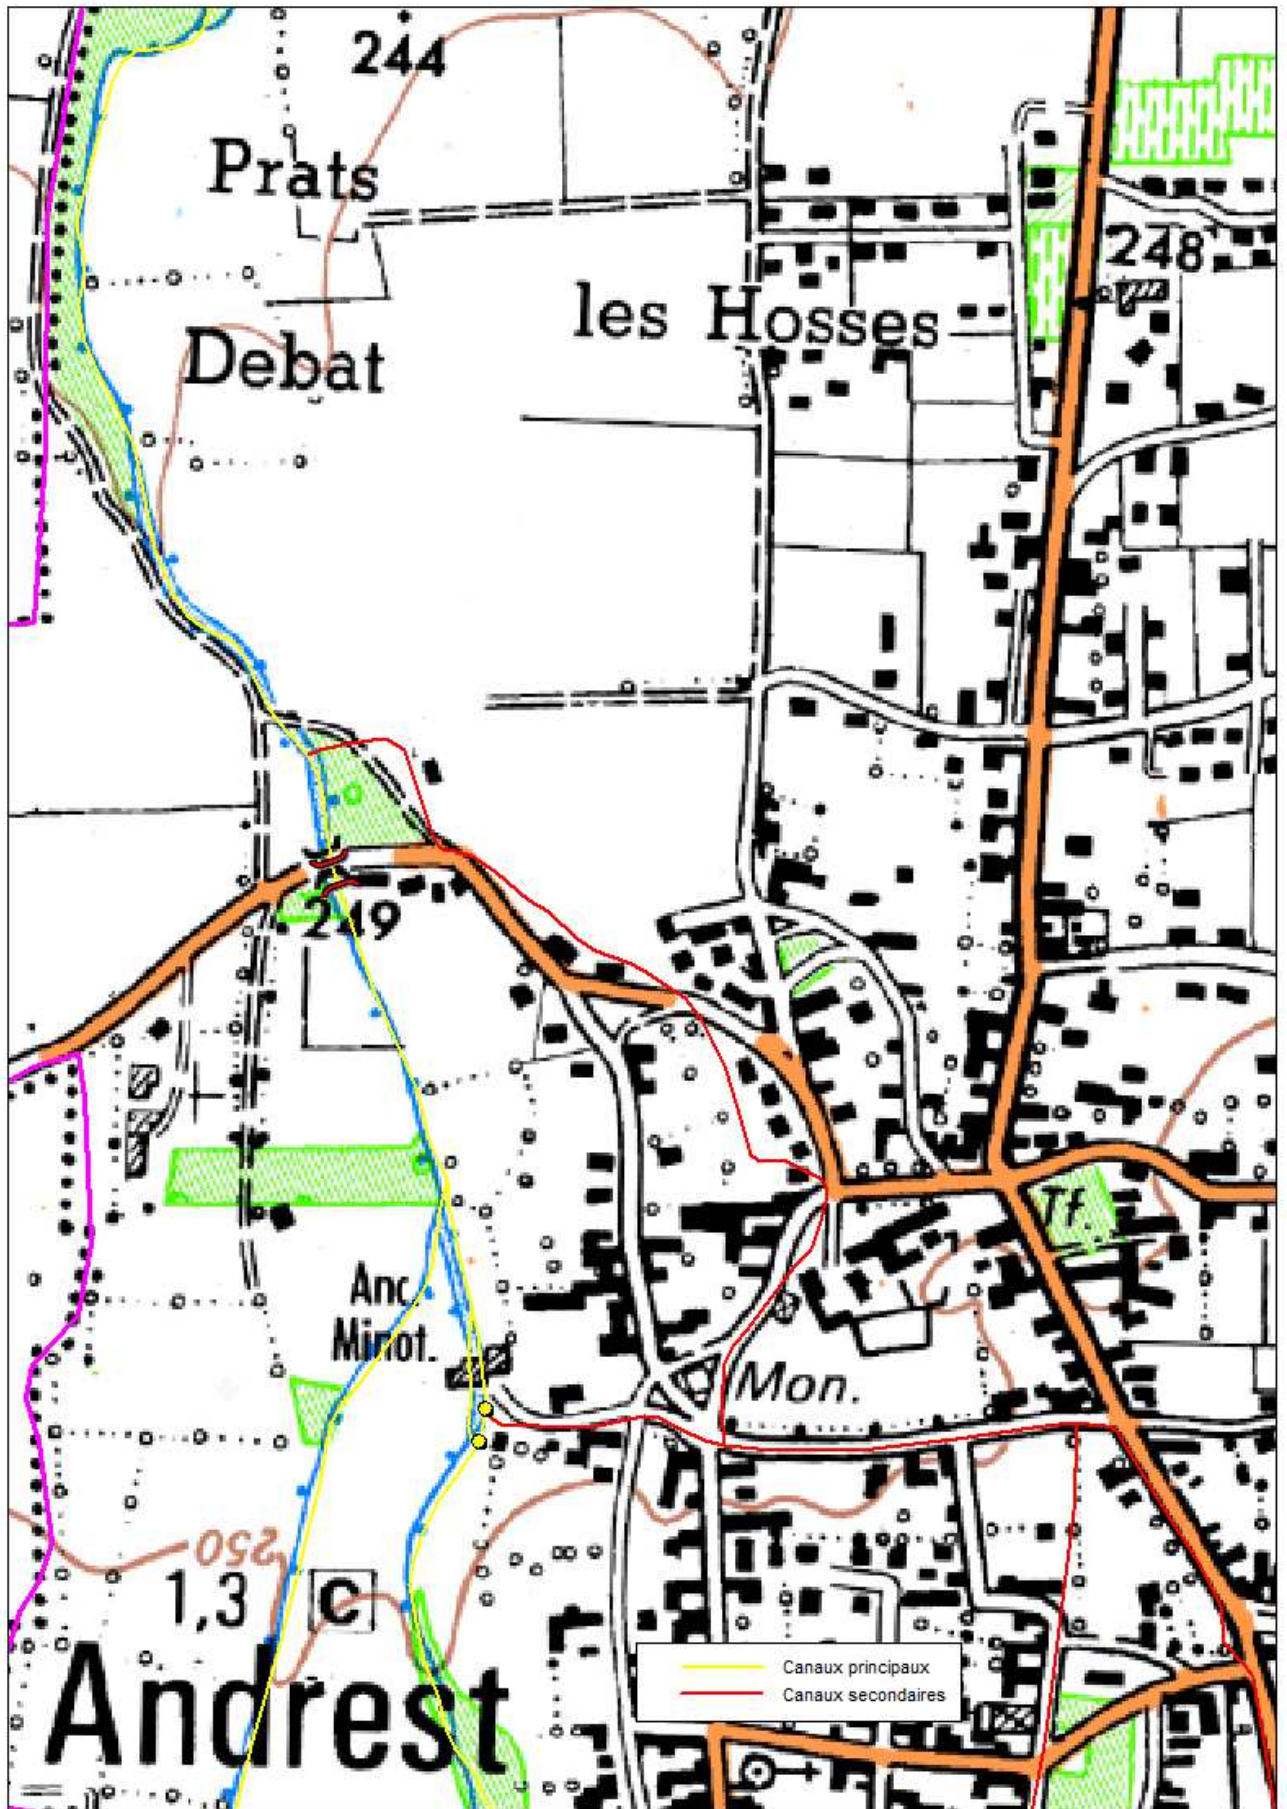 244
Prats
248
les Hosses
Debat
249
Tf.
Anc.
Minot.
Mon.
250
1,3
C
Andrest
Canaux principaux
Canaux secondaires